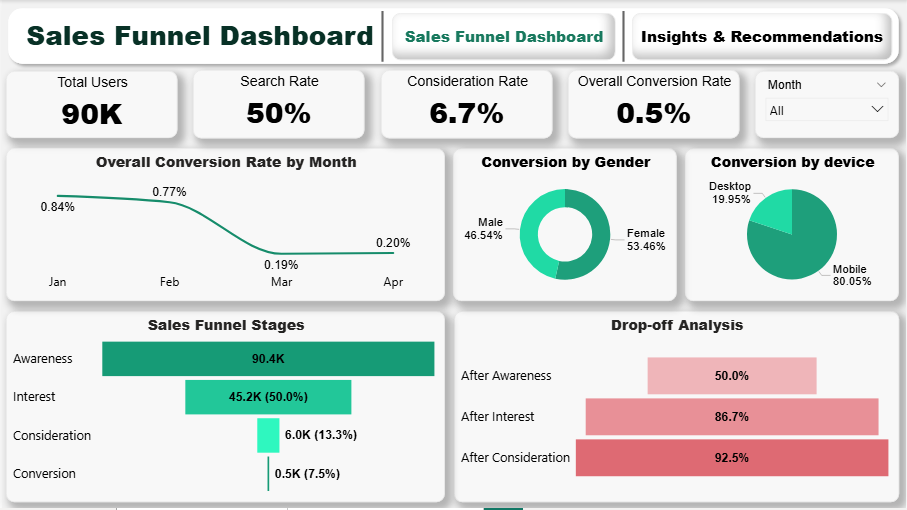 Sales Funnel Dashboard
Sales Funnel Dashboard
Insights & Recommendations
Total Users
90K
Search Rate
50%
Consideration Rate
6.7%
Overall Conversion Rate
0.5%
Month
All
Overall Conversion Rate by Month
0.84%
0.77%
0.19%
0.20%
Jan
Feb
Mar
Apr
Conversion by Gender
Male
46.54%
Female
53.46%
Conversion by device
Desktop
19.95%
Mobile
80.05%
Sales Funnel Stages
Awareness
90.4K
Interest
45.2K (50.0%)
Consideration
6.0K (13.3%)
Conversion
0.5K (7.5%)
Drop-off Analysis
After Awareness
50.0%
After Interest
86.7%
After Consideration
92.5%